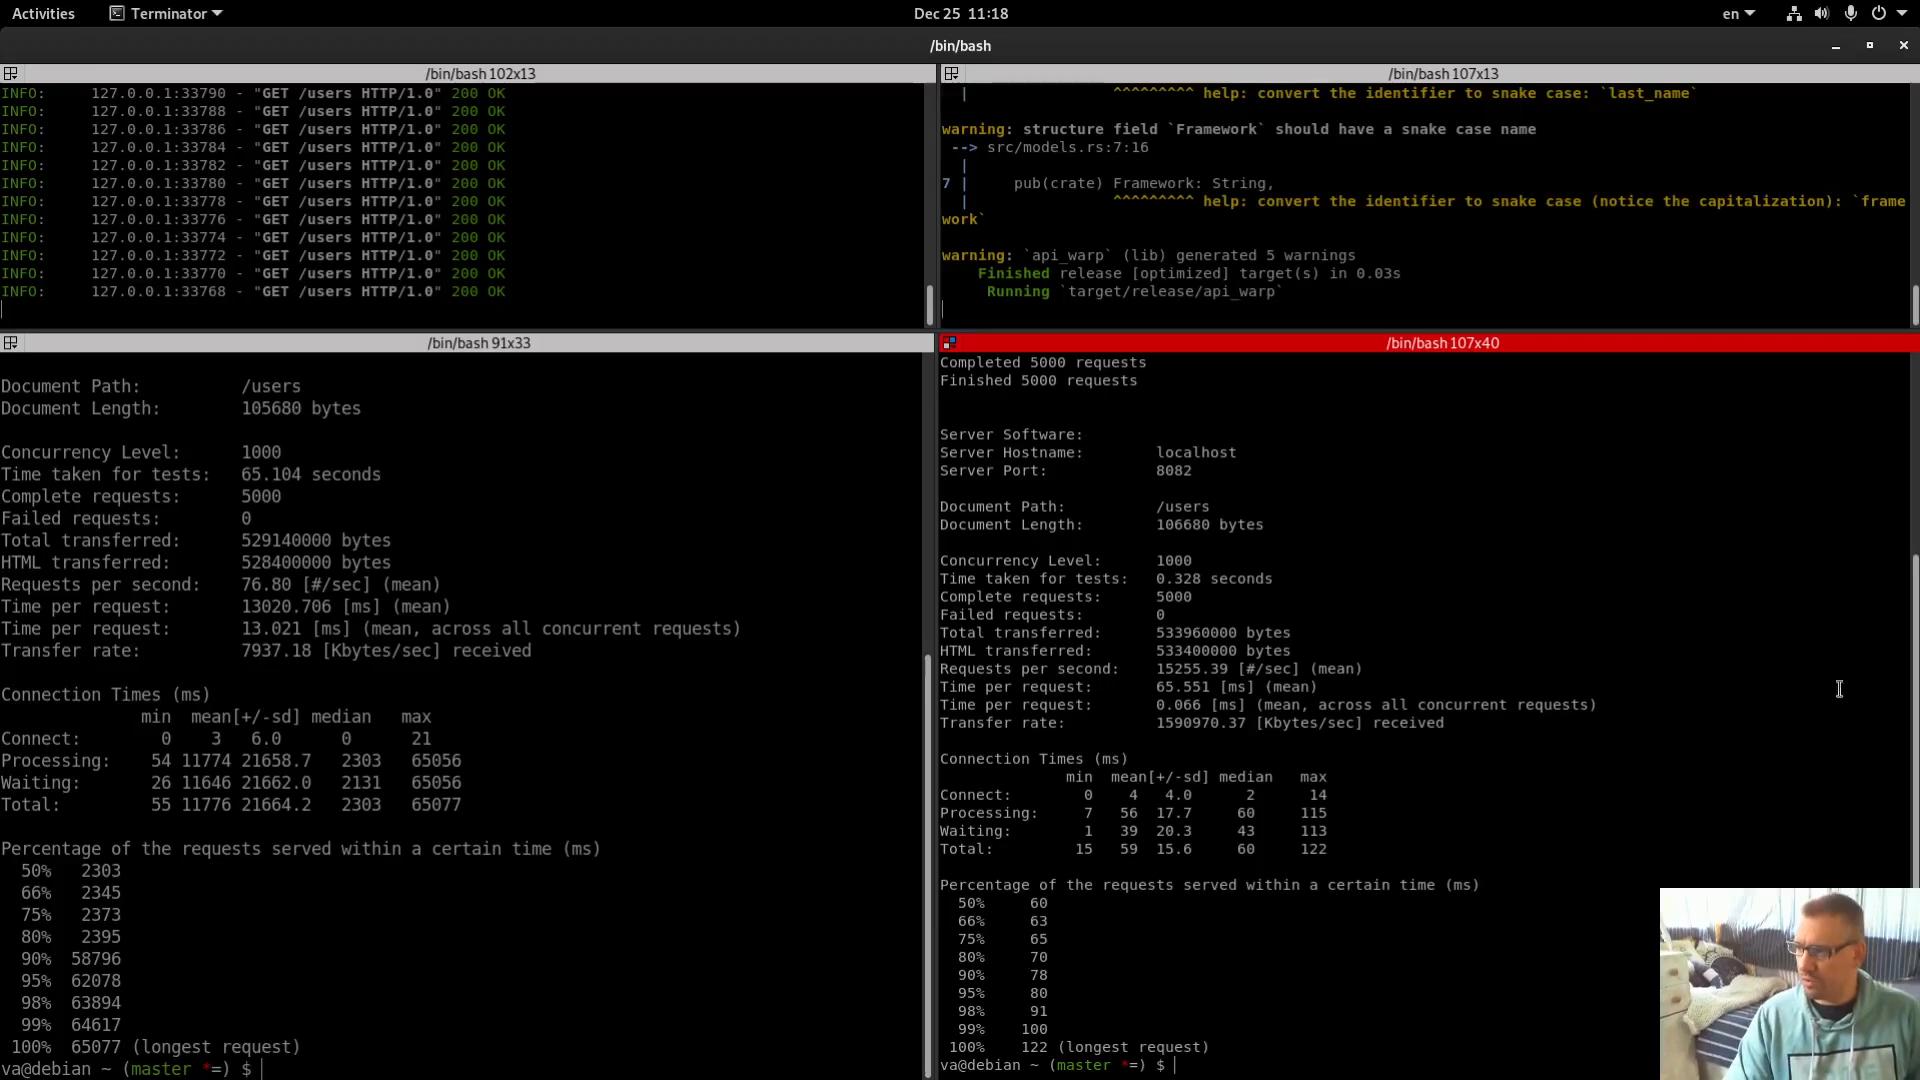 Activities Terminator Dec 25 11:18 en
/bin/bash
/bin/bash 102x13
INFO: 127.0.0.1:33790 - "GET /users HTTP/1.0" 200 OK
INFO: 127.0.0.1:33788 - "GET /users HTTP/1.0" 200 OK
INFO: 127.0.0.1:33786 - "GET /users HTTP/1.0" 200 OK
INFO: 127.0.0.1:33784 - "GET /users HTTP/1.0" 200 OK
INFO: 127.0.0.1:33782 - "GET /users HTTP/1.0" 200 OK
INFO: 127.0.0.1:33780 - "GET /users HTTP/1.0" 200 OK
INFO: 127.0.0.1:33778 - "GET /users HTTP/1.0" 200 OK
INFO: 127.0.0.1:33776 - "GET /users HTTP/1.0" 200 OK
INFO: 127.0.0.1:33774 - "GET /users HTTP/1.0" 200 OK
INFO: 127.0.0.1:33772 - "GET /users HTTP/1.0" 200 OK
INFO: 127.0.0.1:33770 - "GET /users HTTP/1.0" 200 OK
INFO: 127.0.0.1:33768 - "GET /users HTTP/1.0" 200 OK
/bin/bash 107x13
| ^^^^^^^^^ help: convert the identifier to snake case: `last_name`
warning: structure field `Framework` should have a snake case name
--> src/models.rs:7:16
|
7 | pub(crate) Framework: String,
| ^^^^^^^^^ help: convert the identifier to snake case (notice the capitalization): `frame
work`
warning: `api_warp` (lib) generated 5 warnings
Finished release [optimized] target(s) in 0.03s
Running `target/release/api_warp`
/bin/bash 91x33
Document Path: /users
Document Length: 105680 bytes
Concurrency Level: 1000
Time taken for tests: 65.104 seconds
Complete requests: 5000
Failed requests: 0
Total transferred: 529140000 bytes
HTML transferred: 528400000 bytes
Requests per second: 76.80 [#/sec] (mean)
Time per request: 13020.706 [ms] (mean)
Time per request: 13.021 [ms] (mean, across all concurrent requests)
Transfer rate: 7937.18 [Kbytes/sec] received
Connection Times (ms)
min mean[+/-sd] median max
Connect: 0 3 6.0 0 21
Processing: 54 11774 21658.7 2303 65056
Waiting: 26 11646 21662.0 2131 65056
Total: 55 11776 21664.2 2303 65077
Percentage of the requests served within a certain time (ms)
50% 2303
66% 2345
75% 2373
80% 2395
90% 58796
95% 62078
98% 63894
99% 64617
100% 65077 (longest request)
va@debian ~ (master *=) $
/bin/bash 107x40
Completed 5000 requests
Finished 5000 requests
Server Software:
Server Hostname: localhost
Server Port: 8082
Document Path: /users
Document Length: 106680 bytes
Concurrency Level: 1000
Time taken for tests: 0.328 seconds
Complete requests: 5000
Failed requests: 0
Total transferred: 533960000 bytes
HTML transferred: 533400000 bytes
Requests per second: 15255.39 [#/sec] (mean)
Time per request: 65.551 [ms] (mean)
Time per request: 0.066 [ms] (mean, across all concurrent requests)
Transfer rate: 1590970.37 [Kbytes/sec] received
Connection Times (ms)
min mean[+/-sd] median max
Connect: 0 4 4.0 2 14
Processing: 7 56 17.7 60 115
Waiting: 1 39 20.3 43 113
Total: 15 59 15.6 60 122
Percentage of the requests served within a certain time (ms)
50% 60
66% 63
75% 65
80% 70
90% 78
95% 80
98% 91
99% 100
100% 122 (longest request)
va@debian ~ (master *=) $